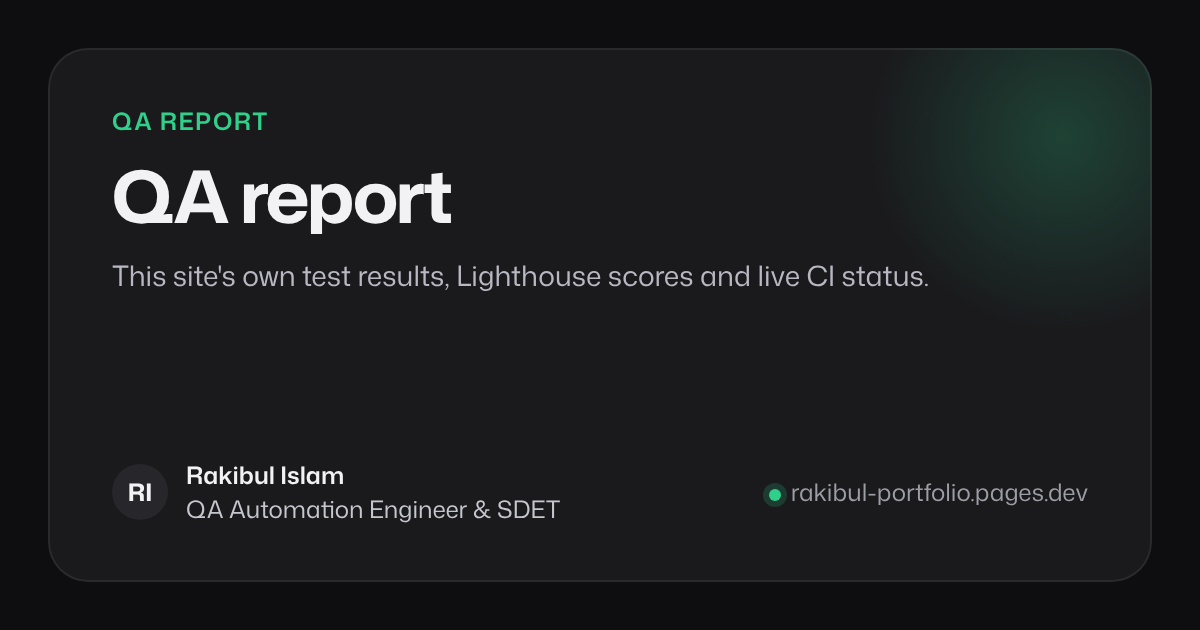 QA REPORT
QA report
This site's own test results, Lighthouse scores and live CI status.
RI
Rakibul Islam
QA Automation Engineer & SDET
rakibul-portfolio.pages.dev